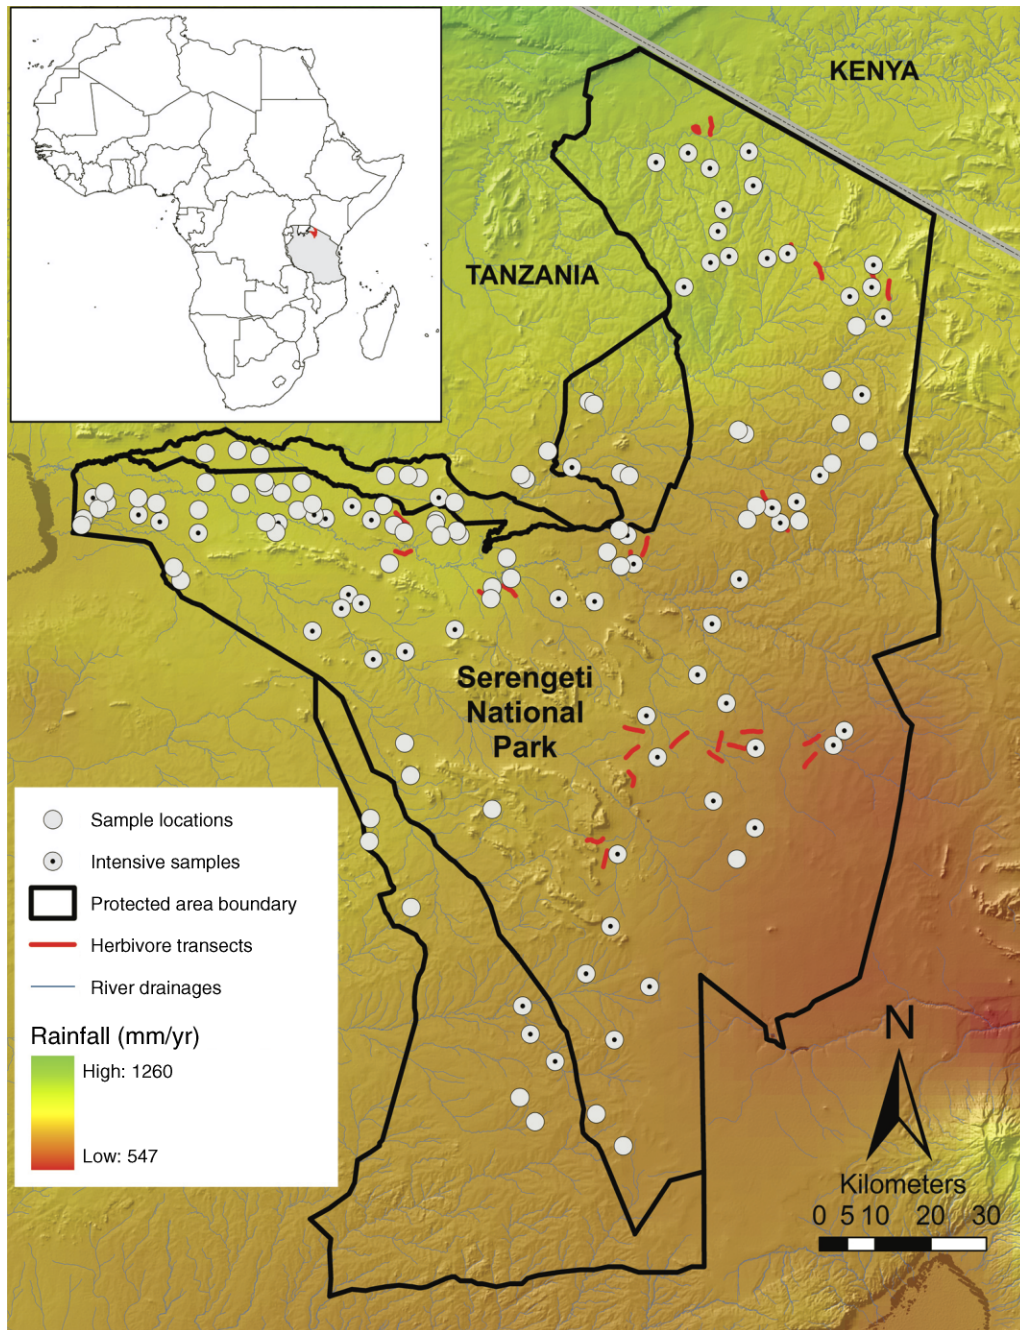 KENYA
TANZANIA
Serengeti
National
Park
Sample locations
Intensive samples
Protected area boundary
Herbivore transects
River drainages
Rainfall (mm/yr)
High: 1260
Low: 547
N
Kilometers
0 5 10 20 30